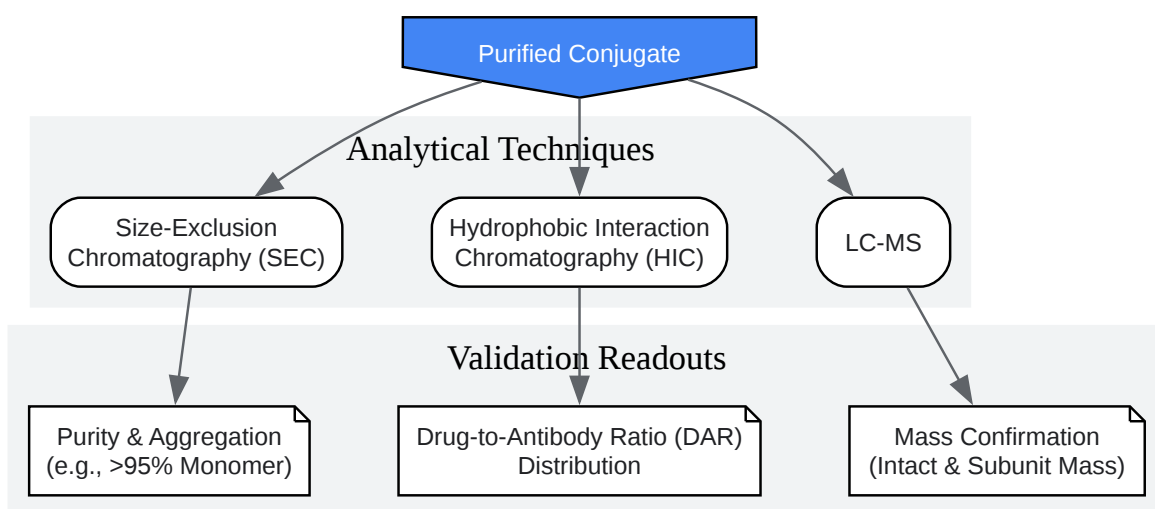 Purified Conjugate
Analytical Techniques
Size-Exclusion
Chromatography (SEC)
Hydrophobic Interaction
Chromatography (HIC)
LC-MS
Validation Readouts
Purity & Aggregation
(e.g., >95% Monomer)
Drug-to-Antibody Ratio (DAR)
Distribution
Mass Confirmation
(Intact & Subunit Mass)